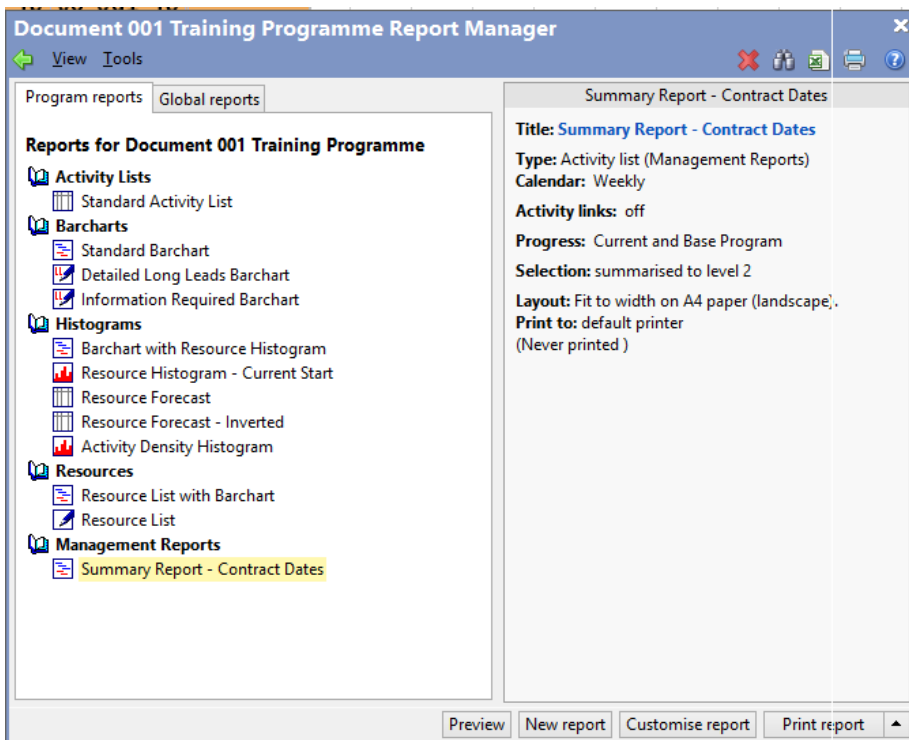 Document 001 Training Programme Report Manager
View Tools
Program reports Global reports
Reports for Document 001 Training Programme
Activity Lists
Standard Activity List
Barcharts
Standard Barchart
Detailed Long Leads Barchart
Information Required Barchart
Histograms
Barchart with Resource Histogram
Resource Histogram - Current Start
Resource Forecast
Resource Forecast - Inverted
Activity Density Histogram
Resources
Resource List with Barchart
Resource List
Management Reports
Summary Report - Contract Dates
Summary Report - Contract Dates
Title: Summary Report - Contract Dates
Type: Activity list (Management Reports)
Calendar: Weekly
Activity links: off
Progress: Current and Base Program
Selection: summarised to level 2
Layout: Fit to width on A4 paper (landscape).
Print to: default printer
(Never printed )
Preview New report Customise report Print report